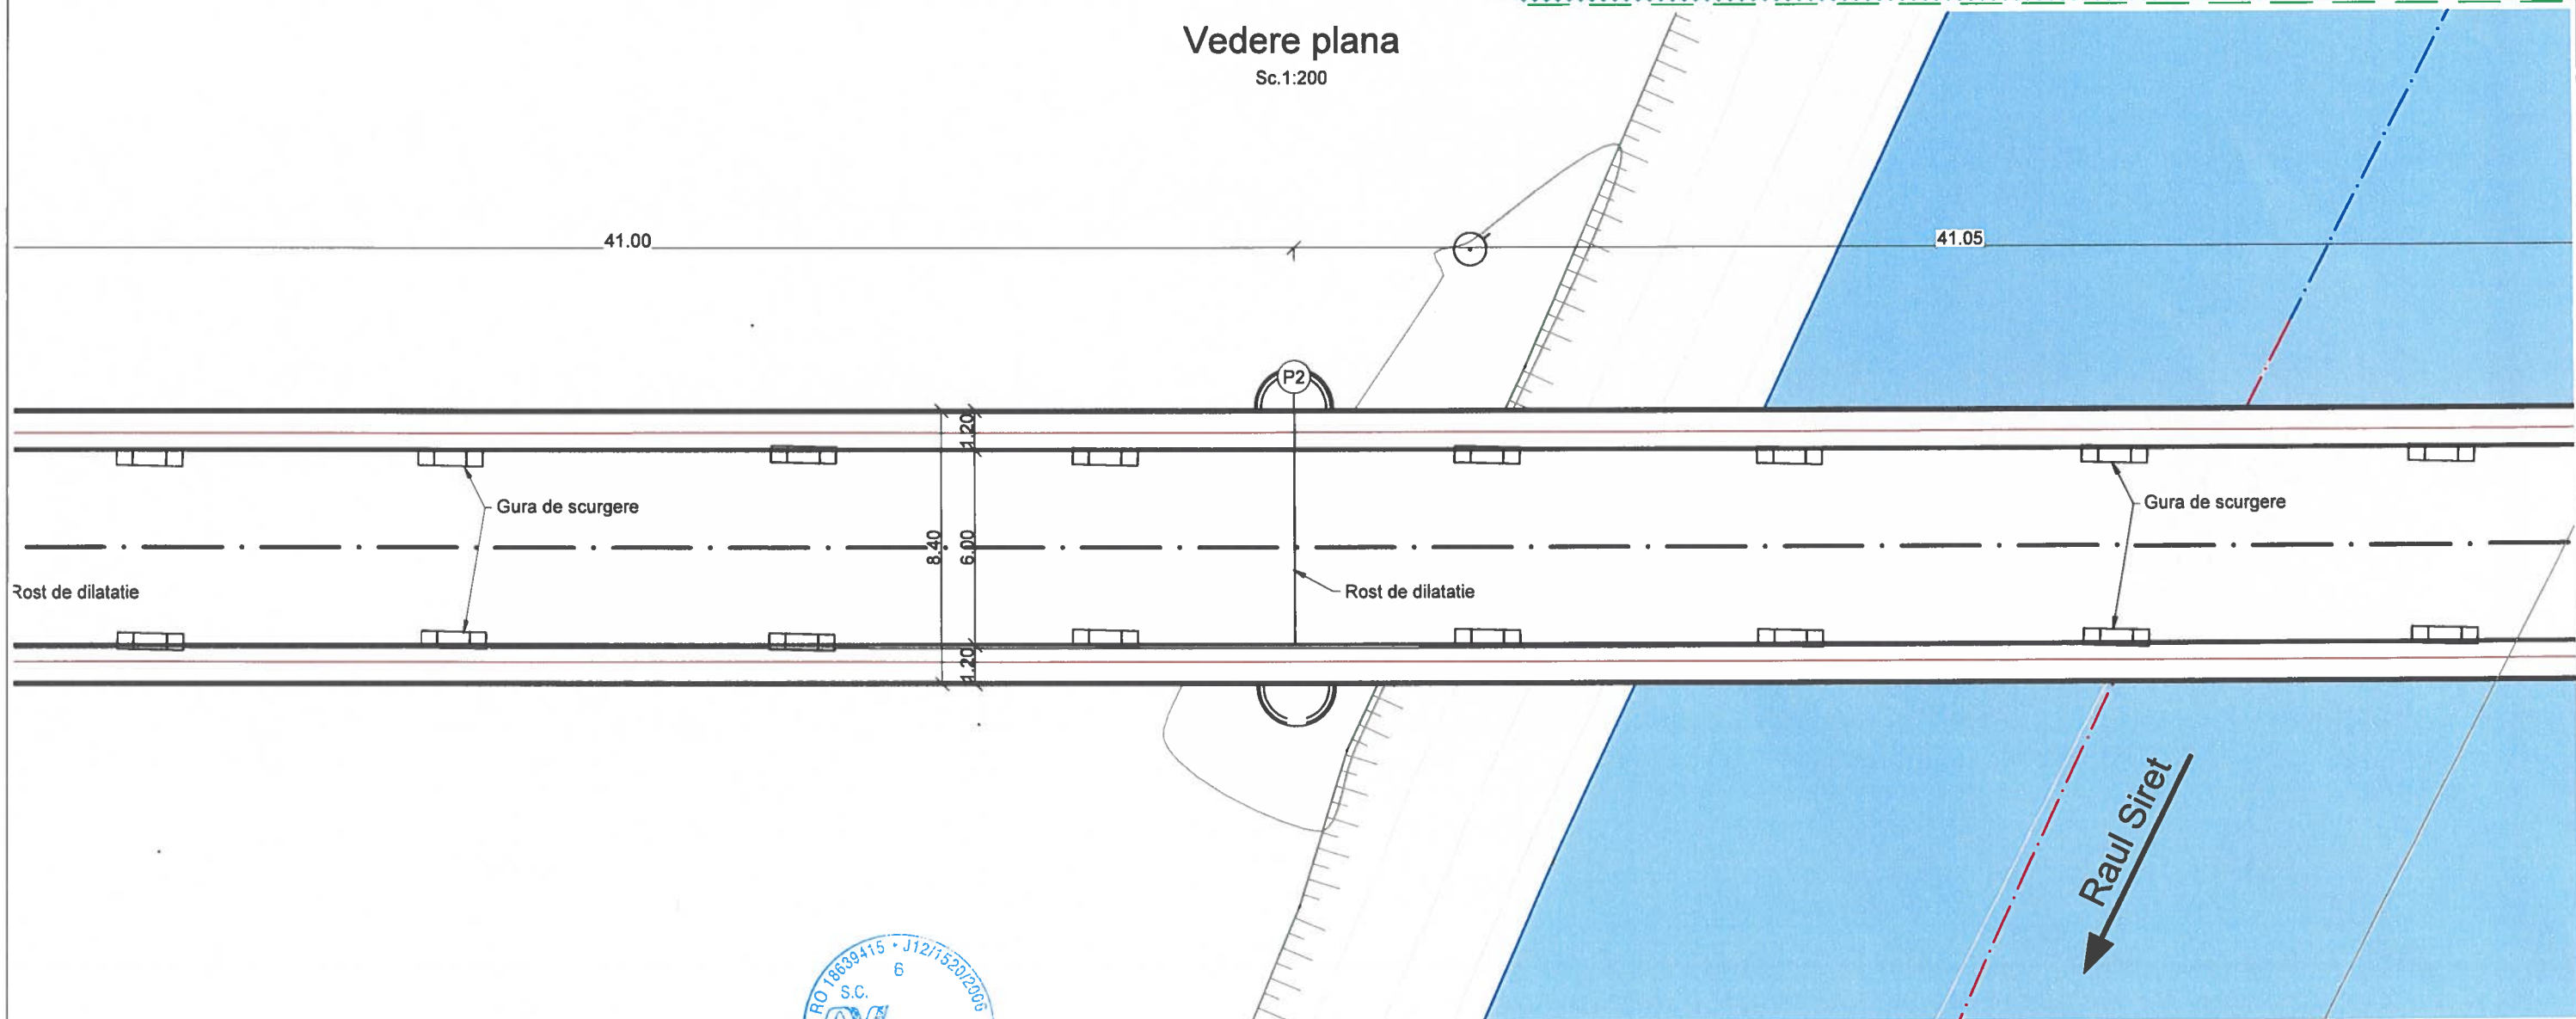 Vedere plana
Sc.1:200
41.00
41.05
P2
1.20
Gura de scurgere
Gura de scurgere
8.40
6.00
Rost de dilatatie
Rost de dilatatie
1.20
Raul Siret
RO 18639415 • J12/1520/2006
6
S.C.